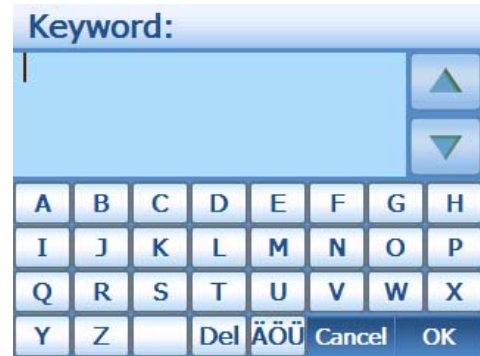 Keyword:
A B C D E F G H
I J K L M N O P
Q R S T U V W X
Y Z Del ÄÖÜ Cancel OK